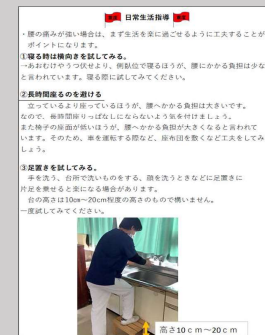 日常生活指導
・腰の痛みが強い場合は、まず生活を楽に過ごせるように工夫することが
ポイントになります。
①寝る時は横向きを試してみる。
→あおむけやうつ伏せより、側臥位で寝るほうが、腰にかかる負担は少な
と言われています。寝る際に試してみてください。
②長時間座るのを避ける
立っているより座っているほうが、腰へかかる負担は大きいです。
なので、長時間座りっぱなしにならないよう気を付けましょう。
また椅子の座面が低いほうが、腰へかかる負担が大きくなると言われて
います。そのため、車を運転する際など、座布団を敷くなど工夫をしてみ
しょう。
③足置きを試してみる。
手を洗う、台所で洗いものをする、顔を洗うときなどに足置きに
片足を乗せると楽になる場合があります。
台の高さは10cm～20cm程度の高さのもので構いません。
一度試してみてください。
高さ10ｃｍ～20ｃｍ